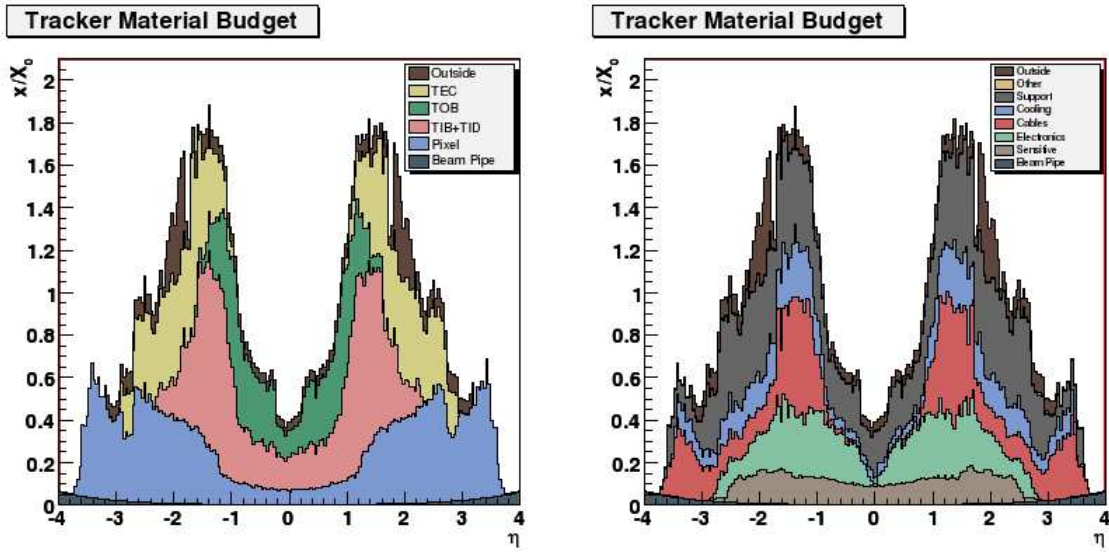 Tracker Material Budget
x/X0
2
1.8
1.6
1.4
1.2
1
0.8
0.6
0.4
0.2
0
-4 -3 -2 -1 0 1 2 3 4
η
Outside
TEC
TOB
TIB+TID
Pixel
Beam Pipe
Tracker Material Budget
x/X0
2
1.8
1.6
1.4
1.2
1
0.8
0.6
0.4
0.2
0
-4 -3 -2 -1 0 1 2 3 4
η
Outside
Other
Support
Cooling
Cables
Electronics
Sensitive
Beam Pipe